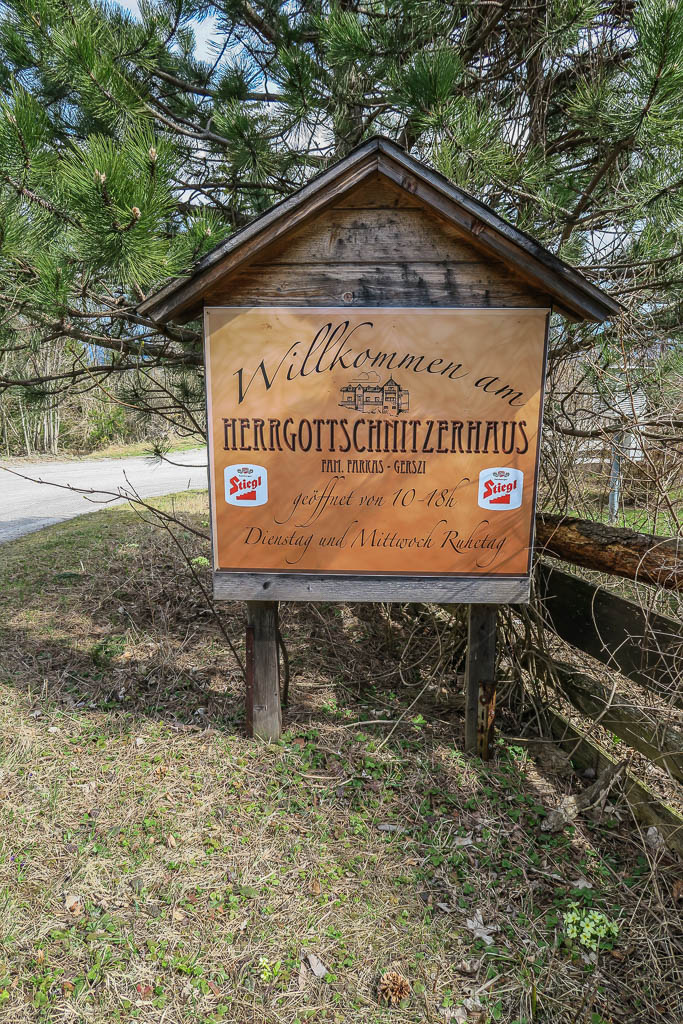 Willkommen am
HERRGOTTSCHNITZERHAUS
FAM. FARKAS - GERSZI
Stiegl
Stiegl
geöffnet von 10-18h
Dienstag und Mittwoch Ruhetag